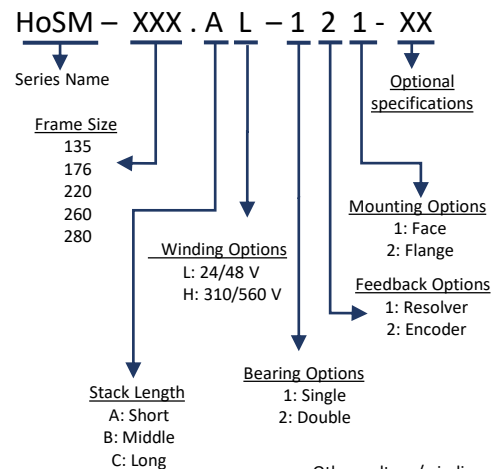 HoSM – XXX . A L – 1 2 1 - XX
Series Name
Optional
specifications
Frame Size
135
176
220
260
280
Mounting Options
1: Face
2: Flange
Winding Options
L: 24/48 V
H: 310/560 V
Feedback Options
1: Resolver
2: Encoder
Bearing Options
1: Single
2: Double
Stack Length
A: Short
B: Middle
C: Long